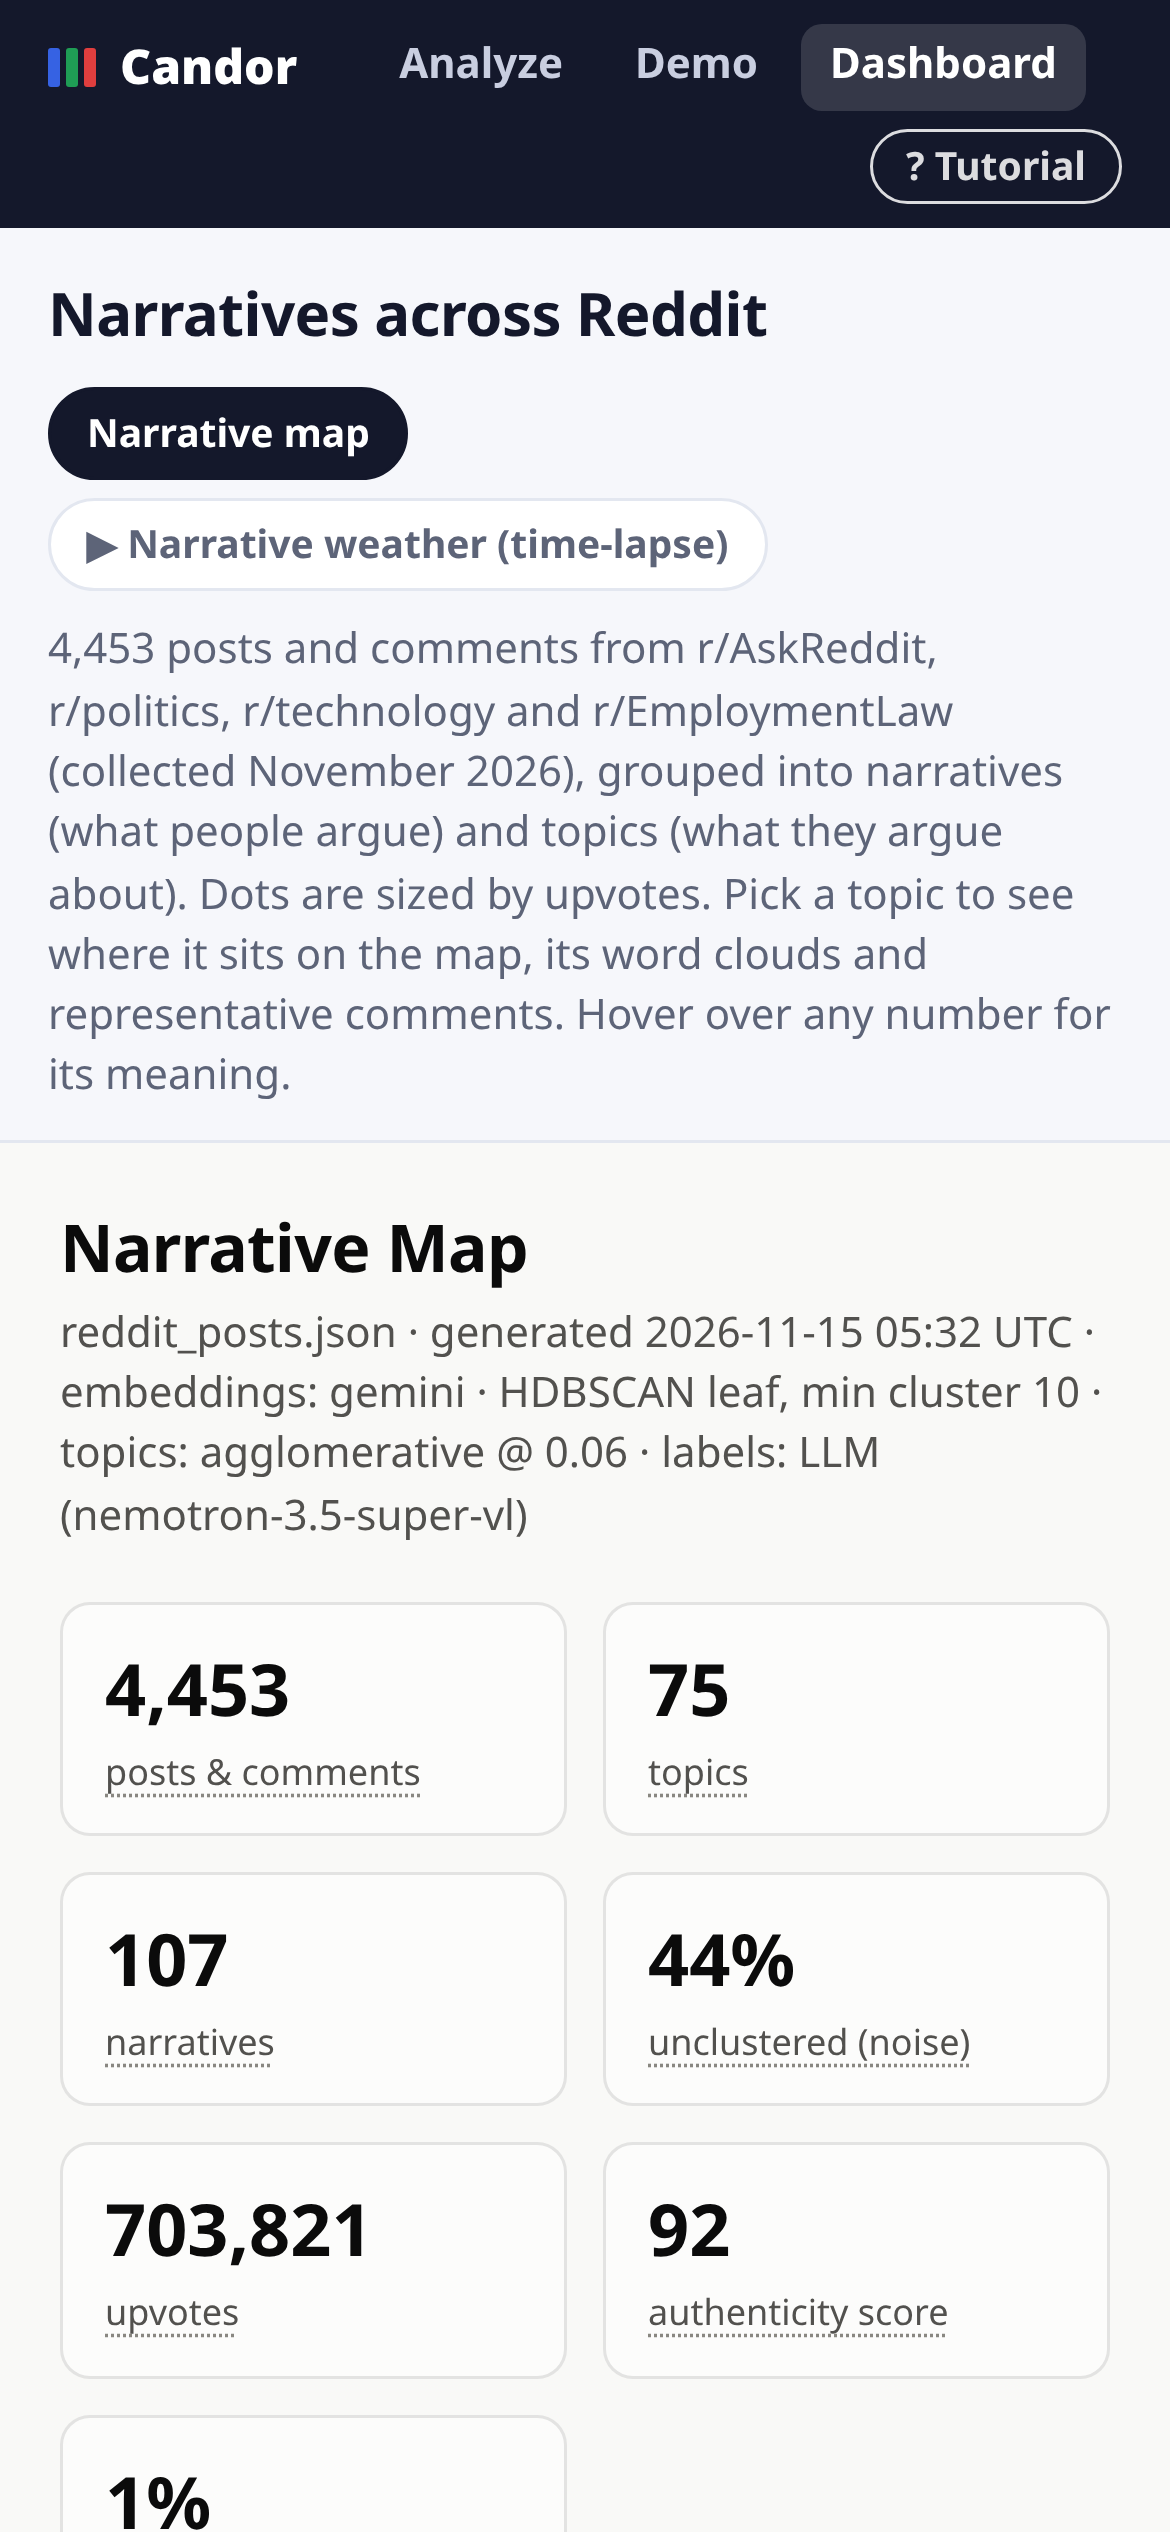 Candor
Analyze
Demo
Dashboard
? Tutorial
Narratives across Reddit
Narrative map
▶ Narrative weather (time-lapse)
4,453 posts and comments from r/AskReddit,
r/politics, r/technology and r/EmploymentLaw
(collected November 2026), grouped into narratives
(what people argue) and topics (what they argue
about). Dots are sized by upvotes. Pick a topic to see
where it sits on the map, its word clouds and
representative comments. Hover over any number for
its meaning.
Narrative Map
reddit_posts.json · generated 2026-11-15 05:32 UTC ·
embeddings: gemini · HDBSCAN leaf, min cluster 10 ·
topics: agglomerative @ 0.06 · labels: LLM
(nemotron-3.5-super-vl)
4,453
posts & comments
75
topics
107
narratives
44%
unclustered (noise)
703,821
upvotes
92
authenticity score
1%